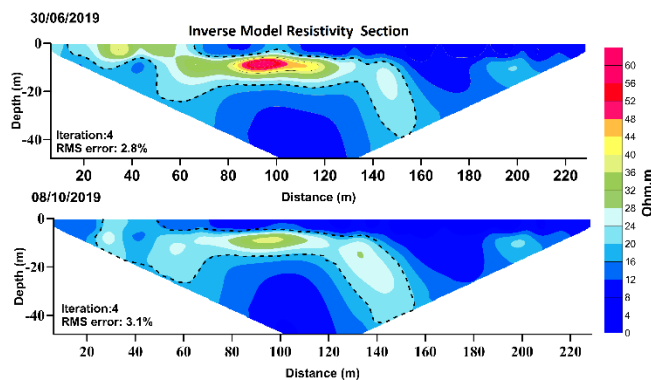 30/06/2019
Inverse Model Resistivity Section
0
-20
-40
Depth (m)
Iteration:4
RMS error: 2.8%
20 40 60 80 100 120 140 160 180 200 220
Distance (m)
08/10/2019
0
-20
-40
Depth (m)
Iteration:4
RMS error: 3.1%
20 40 60 80 100 120 140 160 180 200 220
Distance (m)
60
56
52
48
44
40
36
32
28
24
20
16
12
8
4
0
Ohm.m